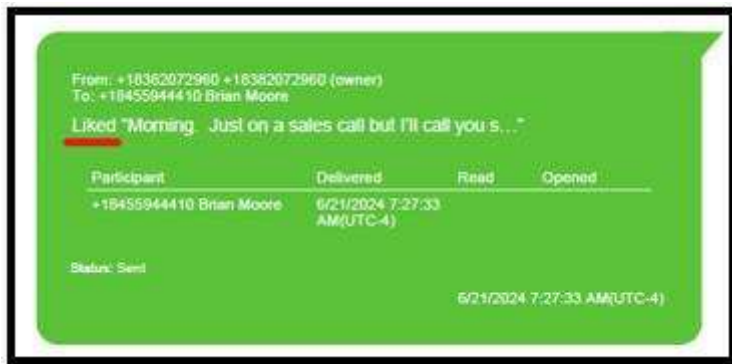 From: +18382072960 +18382072960 (owner)
To: +18455944410 Brian Moore
Liked "Morning. Just on a sales call but I'll call you s..."
Participant Delivered Read Opened
+18455944410 Brian Moore 6/21/2024 7:27:33
AM(UTC-4)
Status: Sent
6/21/2024 7:27:33 AM(UTC-4)